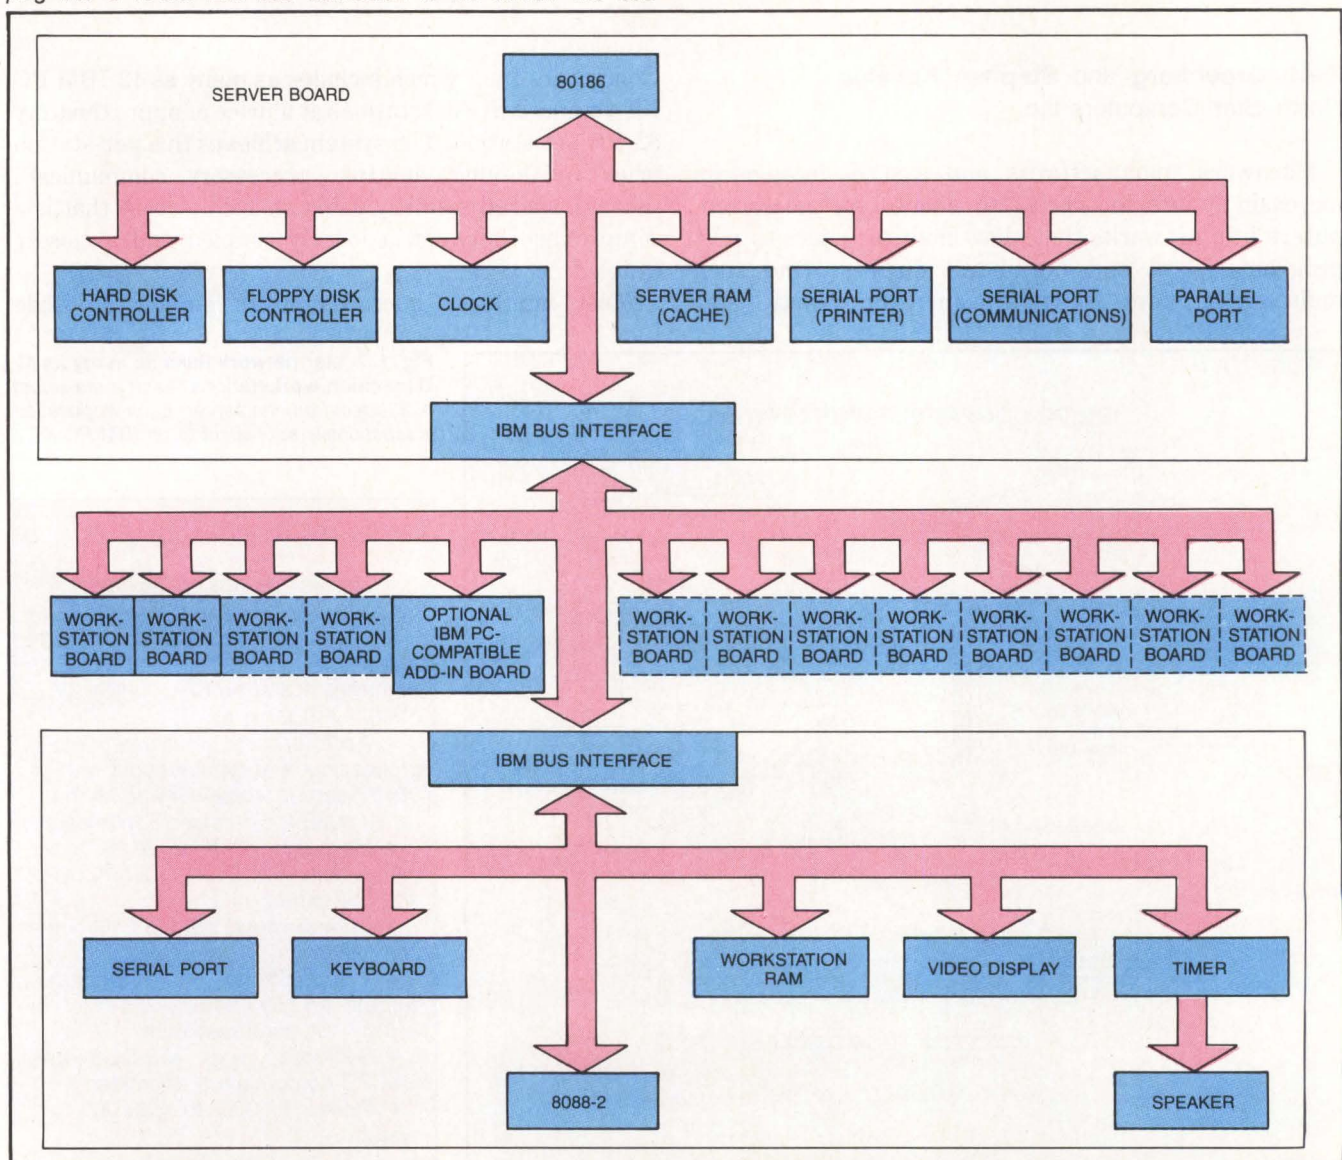 80186
SERVER BOARD
HARD DISK
CONTROLLER
FLOPPY DISK
CONTROLLER
CLOCK
SERVER RAM
(CACHE)
SERIAL PORT
(PRINTER)
SERIAL PORT
(COMMUNICATIONS)
PARALLEL
PORT
IBM BUS INTERFACE
WORK-
STATION
BOARD
WORK-
STATION
BOARD
WORK-
STATION
BOARD
WORK-
STATION
BOARD
OPTIONAL
IBM PC-
COMPATIBLE
ADD-IN BOARD
WORK-
STATION
BOARD
WORK-
STATION
BOARD
WORK-
STATION
BOARD
WORK-
STATION
BOARD
WORK-
STATION
BOARD
WORK-
STATION
BOARD
WORK-
STATION
BOARD
WORK-
STATION
BOARD
IBM BUS INTERFACE
SERIAL PORT
KEYBOARD
WORKSTATION
RAM
VIDEO DISPLAY
TIMER
8088-2
SPEAKER